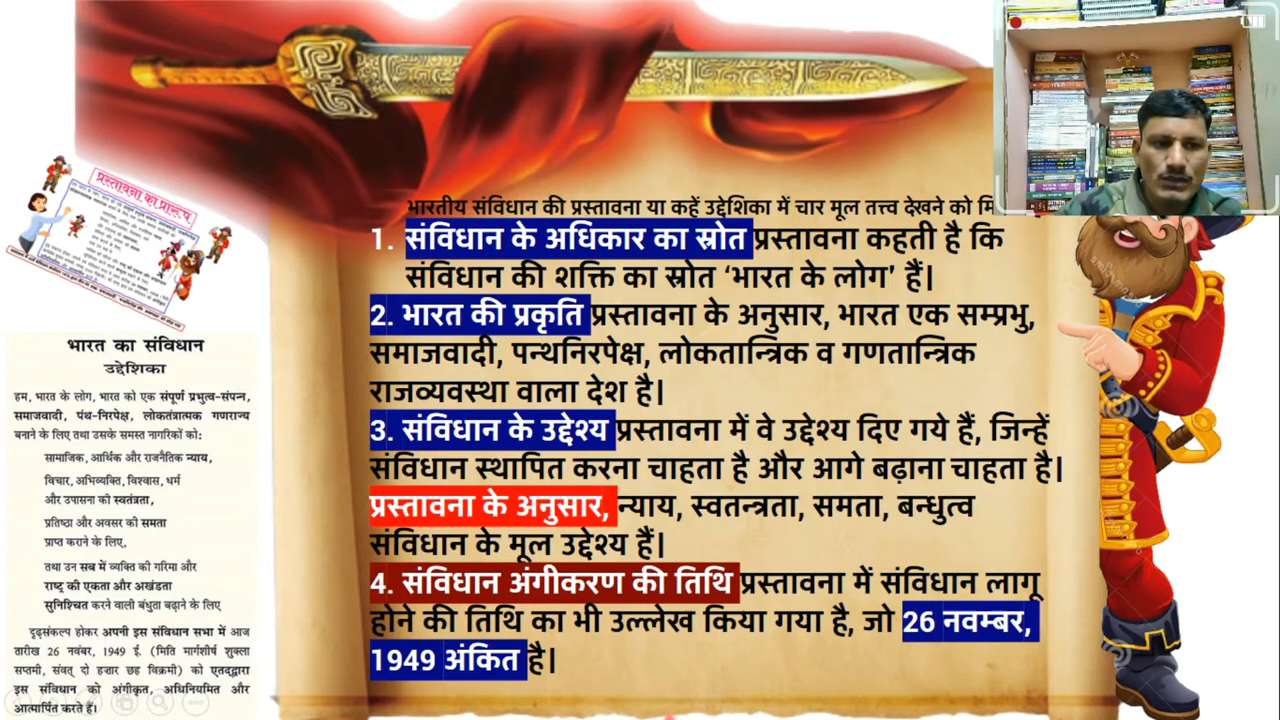 भारतीय संविधान की प्रस्तावना या कहें उद्देशिका में चार मूल तत्त्व देखने को
1. संविधान के अधिकार का स्रोत प्रस्तावना कहती है कि
संविधान की शक्ति का स्रोत ‘भारत के लोग’ हैं।
2. भारत की प्रकृति प्रस्तावना के अनुसार, भारत एक सम्प्रभु,
समाजवादी, पन्थनिरपेक्ष, लोकतान्त्रिक व गणतान्त्रिक
राजव्यवस्था वाला देश है।
3. संविधान के उद्देश्य प्रस्तावना में वे उद्देश्य दिए गये हैं, जिन्हें
संविधान स्थापित करना चाहता है और आगे बढ़ाना चाहता है।
प्रस्तावना के अनुसार, न्याय, स्वतन्त्रता, समता, बन्धुत्व
संविधान के मूल उद्देश्य हैं।
4. संविधान अंगीकरण की तिथि प्रस्तावना में संविधान लागू
होने की तिथि का भी उल्लेख किया गया है, जो 26 नवम्बर,
1949 अंकित है।
प्रस्तावना का प्रारूप
भारत का संविधान
उद्देशिका
हम, भारत के लोग, भारत को एक संपूर्ण प्रभुत्व-संपन्न,
समाजवादी, पंथ-निरपेक्ष, लोकतंत्रात्मक गणराज्य
बनाने के लिए तथा उसके समस्त नागरिकों को:
सामाजिक, आर्थिक और राजनैतिक न्याय,
विचार, अभिव्यक्ति, विश्वास, धर्म
और उपासना की स्वतंत्रता,
प्रतिष्ठा और अवसर की समता
प्राप्त कराने के लिए,
तथा उन सब में व्यक्ति की गरिमा और
राष्ट्र की एकता और अखंडता
सुनिश्चित करने वाली बंधुता बढ़ाने के लिए
दृढ़संकल्प होकर अपनी इस संविधान सभा में आज
तारीख 26 नवंबर, 1949 ई. (मिति मार्गशीर्ष शुक्ला
सप्तमी, संवत् दो हजार छह विक्रमी) को एतद्द्वारा
इस संविधान को अंगीकृत, अधिनियमित और
आत्मार्पित करते हैं।